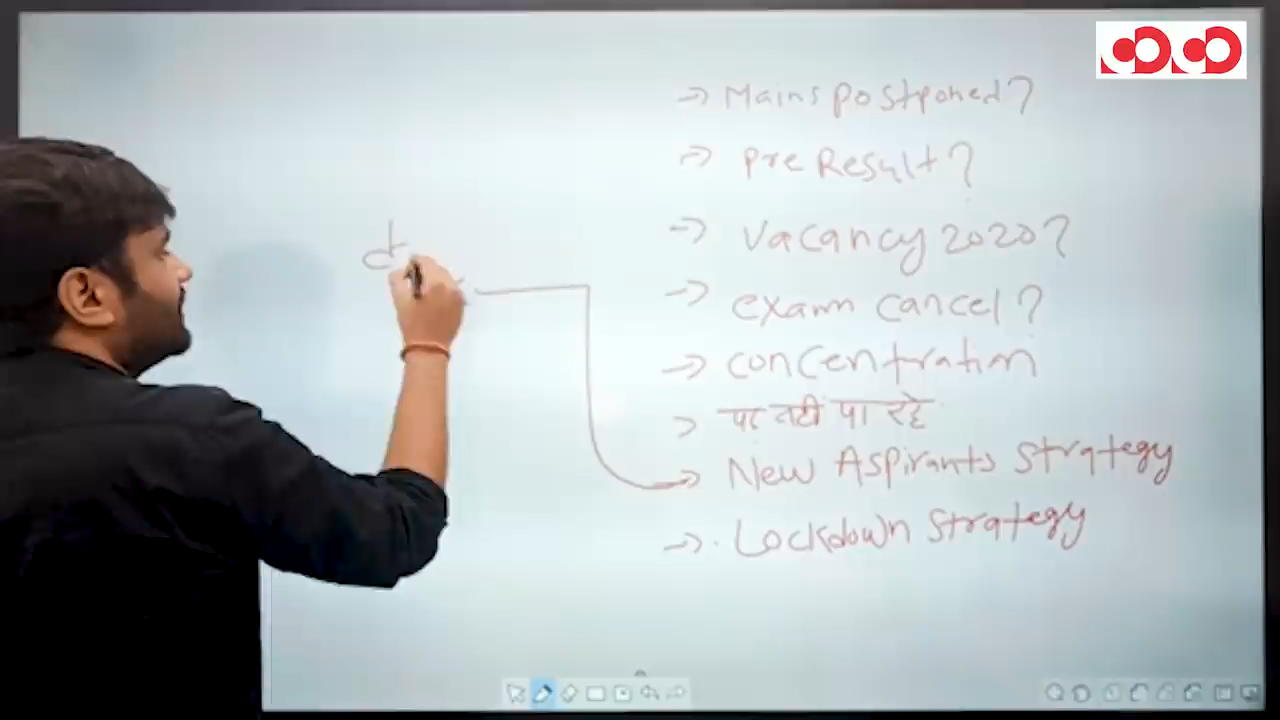 → Mains postponed?
→ Pre Result?
→ Vacancy 2020?
→ Exam cancel?
→ Concentration
> पढ़ नहीं पा रहे
→ New Aspirants Strategy
→ Lockdown Strategy